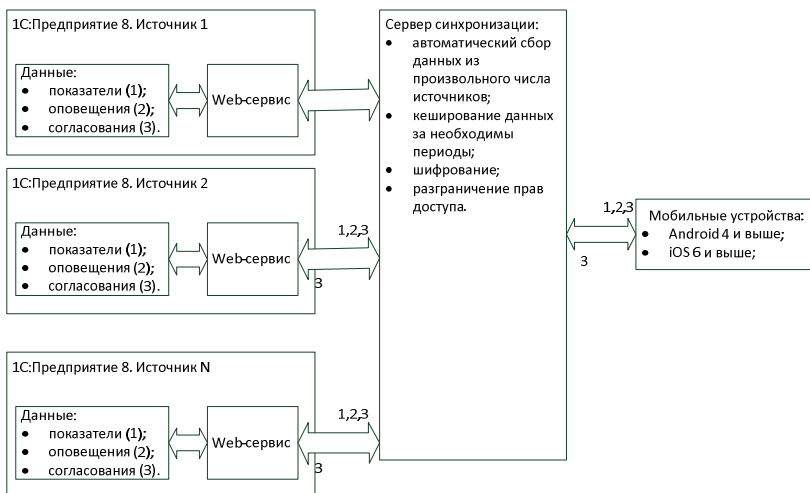 1С:Предприятие 8. Источник 1
Данные:
• показатели (1);
• оповещения (2);
• согласования (3).
Web-сервис
1С:Предприятие 8. Источник 2
Данные:
• показатели (1);
• оповещения (2);
• согласования (3).
Web-сервис
1,2,3
3
1С:Предприятие 8. Источник N
Данные:
• показатели (1);
• оповещения (2);
• согласования (3).
Web-сервис
1,2,3
3
Сервер синхронизации:
• автоматический сбор
данных из
произвольного числа
источников;
• кеширование данных
за необходимы
периоды;
• шифрование;
• разграничение прав
доступа.
1,2,3
3
Мобильные устройства:
• Android 4 и выше;
• iOS 6 и выше;